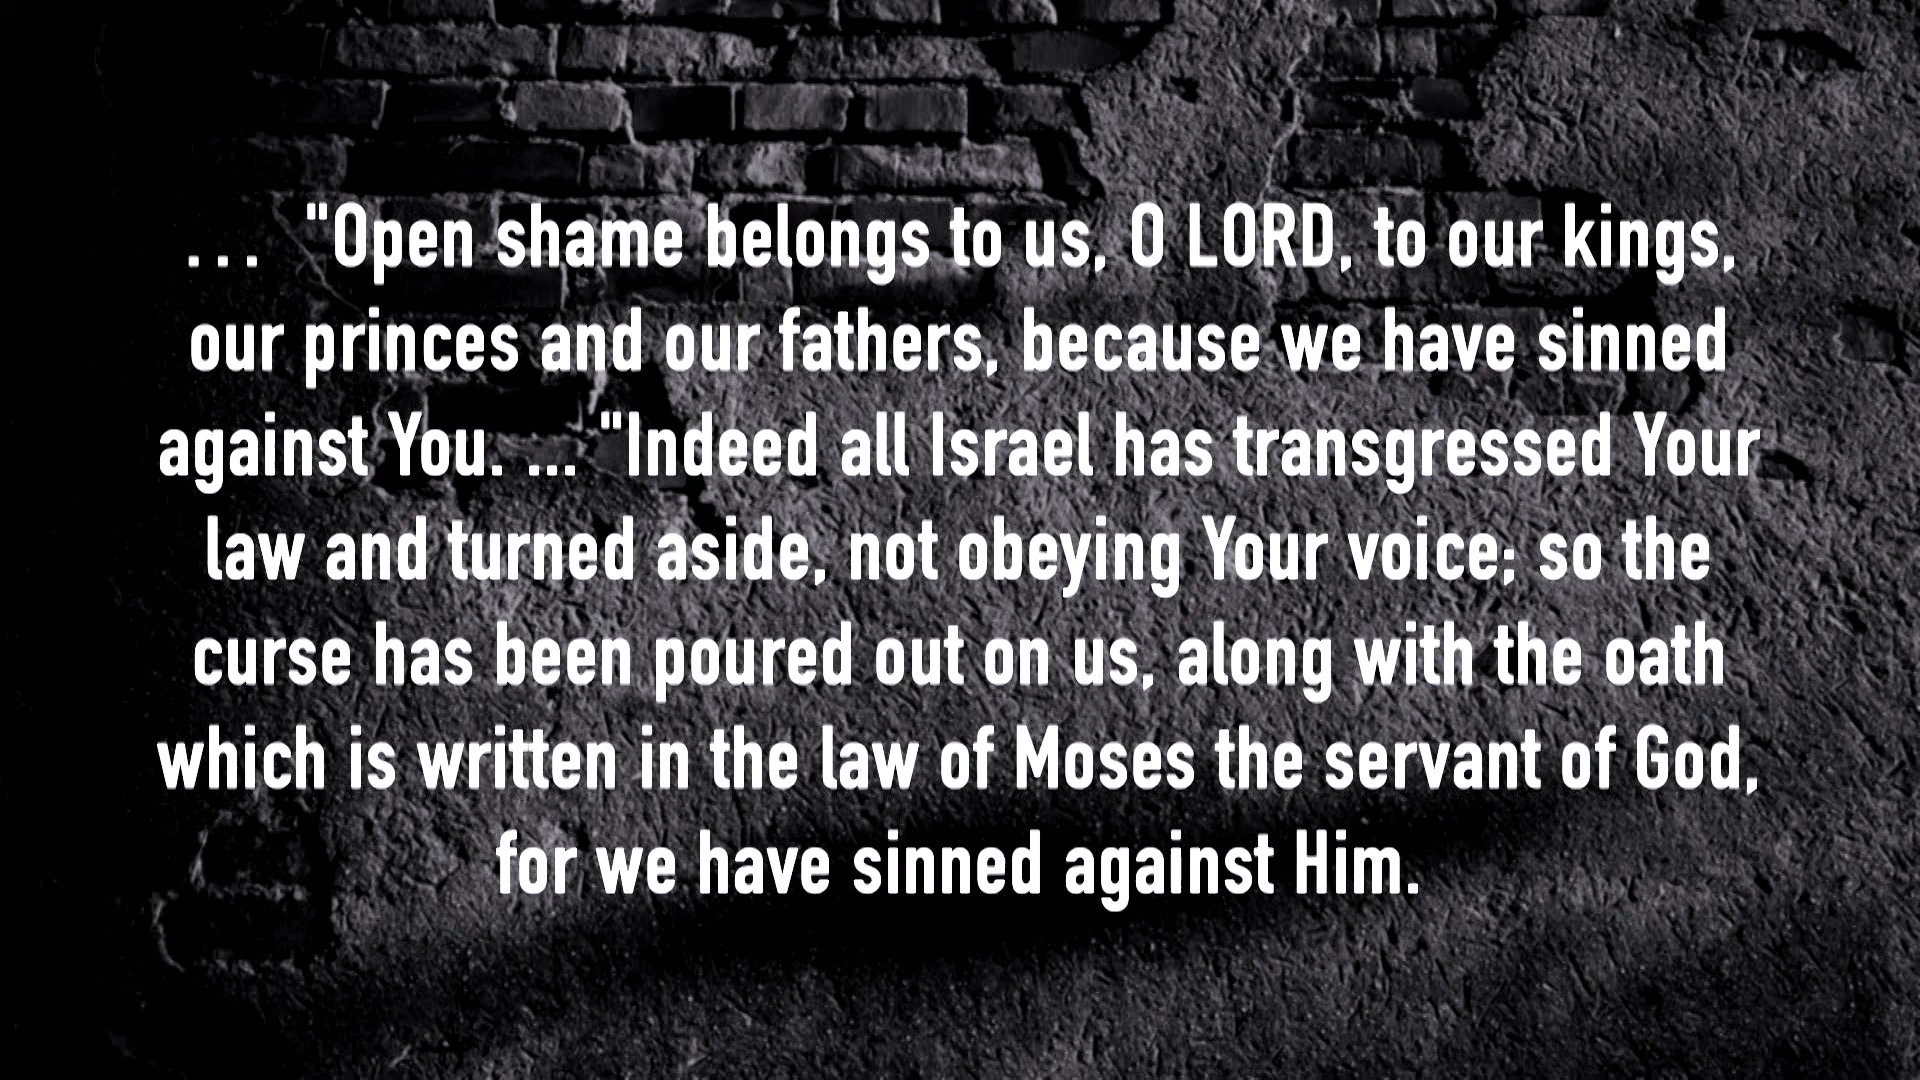 ... "Open shame belongs to us, O LORD, to our kings,
our princes and our fathers, because we have sinned
against You. ... "Indeed all Israel has transgressed Your
law and turned aside, not obeying Your voice; so the
curse has been poured out on us, along with the oath
which is written in the law of Moses the servant of God,
for we have sinned against Him.